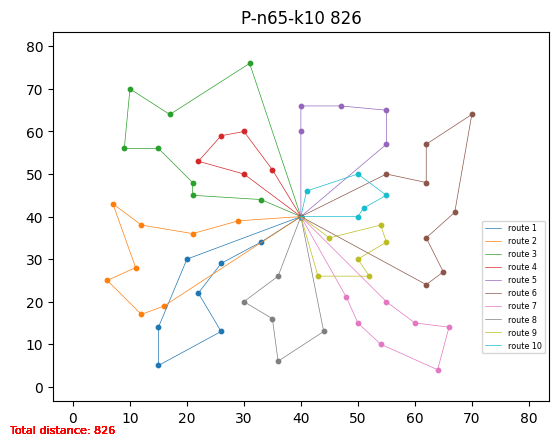 P-n65-k10 826
80
70
60
50
40
30
20
10
0
0 10 20 30 40 50 60 70 80
route 1
route 2
route 3
route 4
route 5
route 6
route 7
route 8
route 9
route 10
Total distance: 826